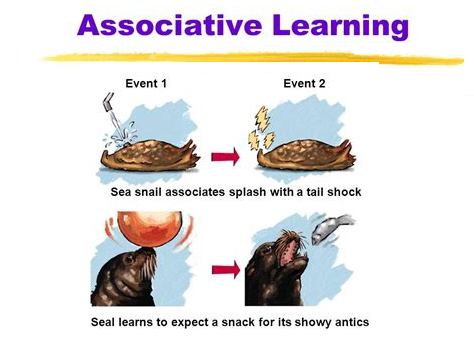 Associative Learning
Event 1
Event 2
Sea snail associates splash with a tail shock
Seal learns to expect a snack for its showy antics